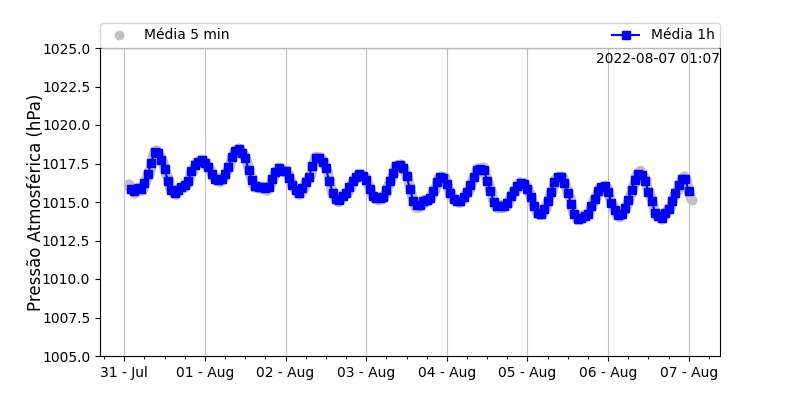 Média 5 min
Média 1h
2022-08-07 01:07
Pressão Atmosférica (hPa)
1025.0
1022.5
1020.0
1017.5
1015.0
1012.5
1010.0
1007.5
1005.0
31 - Jul
01 - Aug
02 - Aug
03 - Aug
04 - Aug
05 - Aug
06 - Aug
07 - Aug